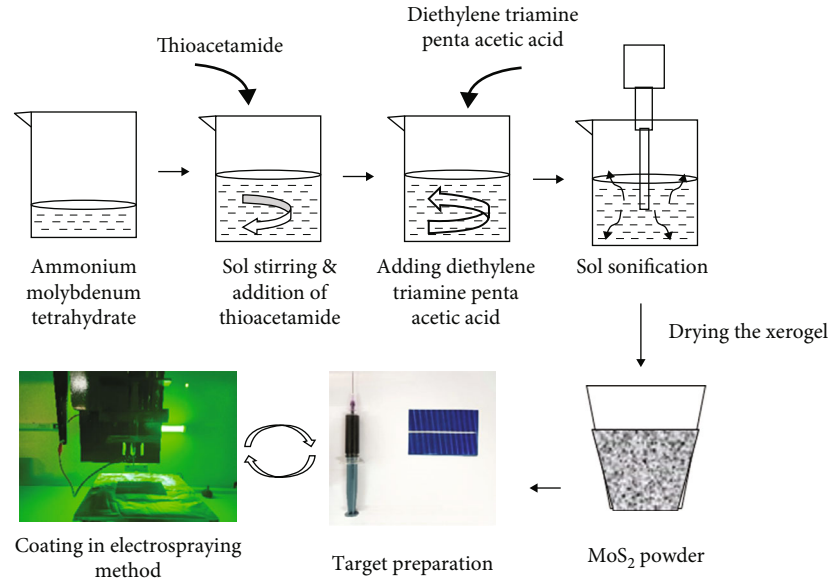 Thioacetamide
Diethylene triamine
penta acetic acid
Ammonium
molybdenum
tetrahydrate
Sol stirring &
addition of
thioacetamide
Adding diethylene
triamine penta
acetic acid
Sol sonification
Drying the xerogel
Coating in electrospraying
method
Target preparation
MoS₂ powder